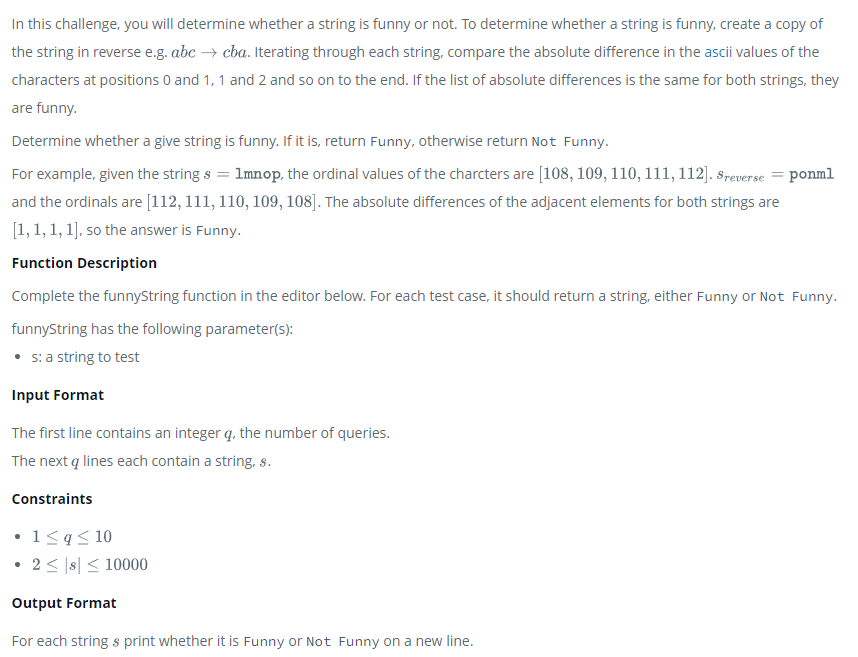 In this challenge, you will determine whether a string is funny or not. To determine whether a string is funny, create a copy of
the string in reverse e.g. abc → cba. Iterating through each string, compare the absolute difference in the ascii values of the
characters at positions 0 and 1, 1 and 2 and so on to the end. If the list of absolute differences is the same for both strings, they
are funny.
Determine whether a give string is funny. If it is, return Funny, otherwise return Not Funny.
For example, given the string s = lmnop, the ordinal values of the charcters are [108, 109, 110, 111, 112]. s_reverse = ponml
and the ordinals are [112, 111, 110, 109, 108]. The absolute differences of the adjacent elements for both strings are
[1, 1, 1, 1], so the answer is Funny.
Function Description
Complete the funnyString function in the editor below. For each test case, it should return a string, either Funny or Not Funny.
funnyString has the following parameter(s):
• s: a string to test
Input Format
The first line contains an integer q, the number of queries.
The next q lines each contain a string, s.
Constraints
• 1 ≤ q ≤ 10
• 2 ≤ |s| ≤ 10000
Output Format
For each string s print whether it is Funny or Not Funny on a new line.